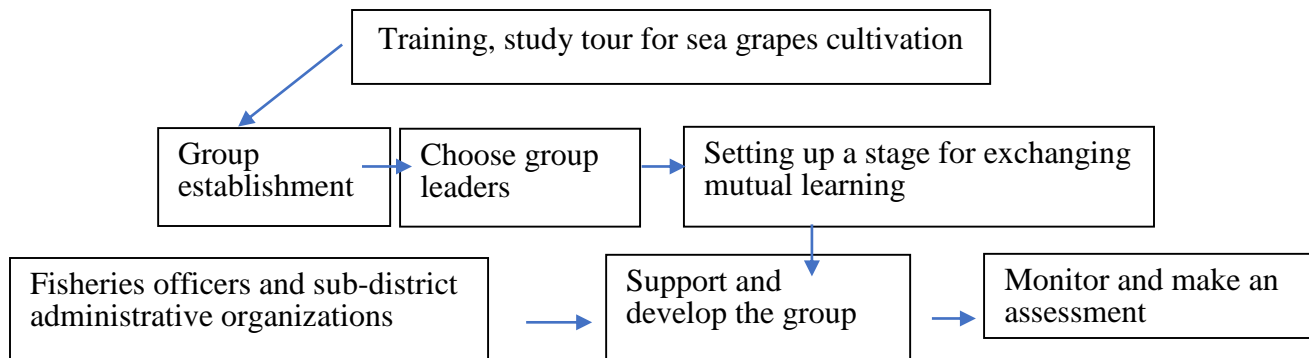 Training, study tour for sea grapes cultivation
Group
establishment
Choose group
leaders
Setting up a stage for exchanging
mutual learning
Fisheries officers and sub-district
administrative organizations
Support and
develop the group
Monitor and make an
assessment